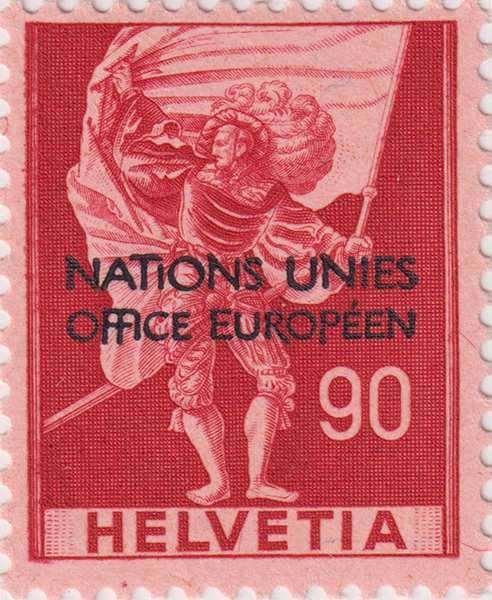 NATIONS UNIES
OFFICE EUROPÉEN
90
HELVETIA